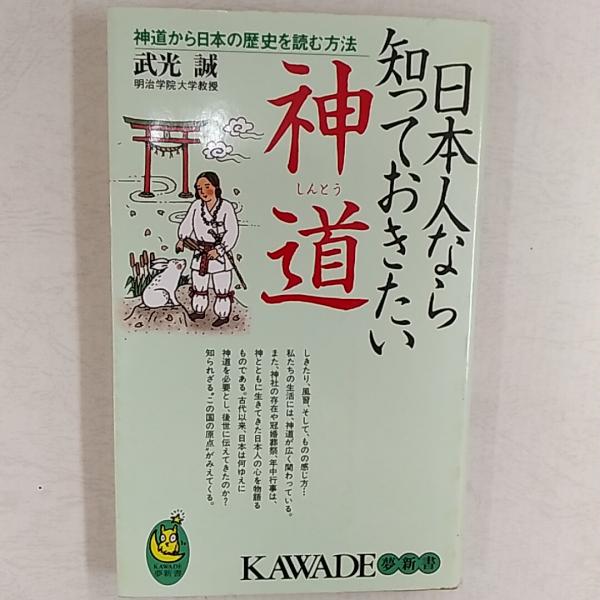 神道から日本の歴史を読む方法
武光 誠
明治学院大学教授
日本人なら
知っておきたい
神道
しんとう
しきたり、風習、そして、ものの感じ方…
私たちの生活には、神道が広く関わっている。
また、神社の存在や冠婚葬祭、年中行事は、
神とともに生きてきた日本人の心を物語る
ものである。古代以来、日本は何ゆえに
神道を必要とし、後世に伝えてきたのか?
知られざる“この国の原点”がみえてくる。
KAWADE
夢新書
KAWADE 夢新書